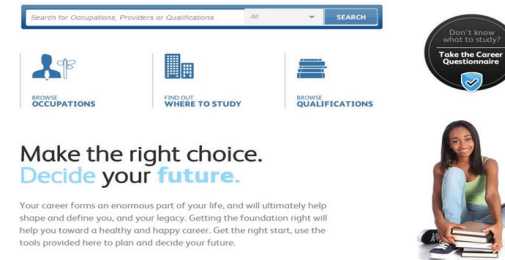 Search for Occupations, Providers or Qualifications
All
SEARCH
Don't know
what to study?
Take the Career
Questionnaire
BROWSE
OCCUPATIONS
FIND OUT
WHERE TO STUDY
BROWSE
QUALIFICATIONS
Make the right choice.
Decide your future.
Your career forms an enormous part of your life, and will ultimately help
shape and define you, and your legacy. Getting the foundation right will
help you toward a healthy and happy career. Get the right start, use the
tools provided here to plan and decide your future.